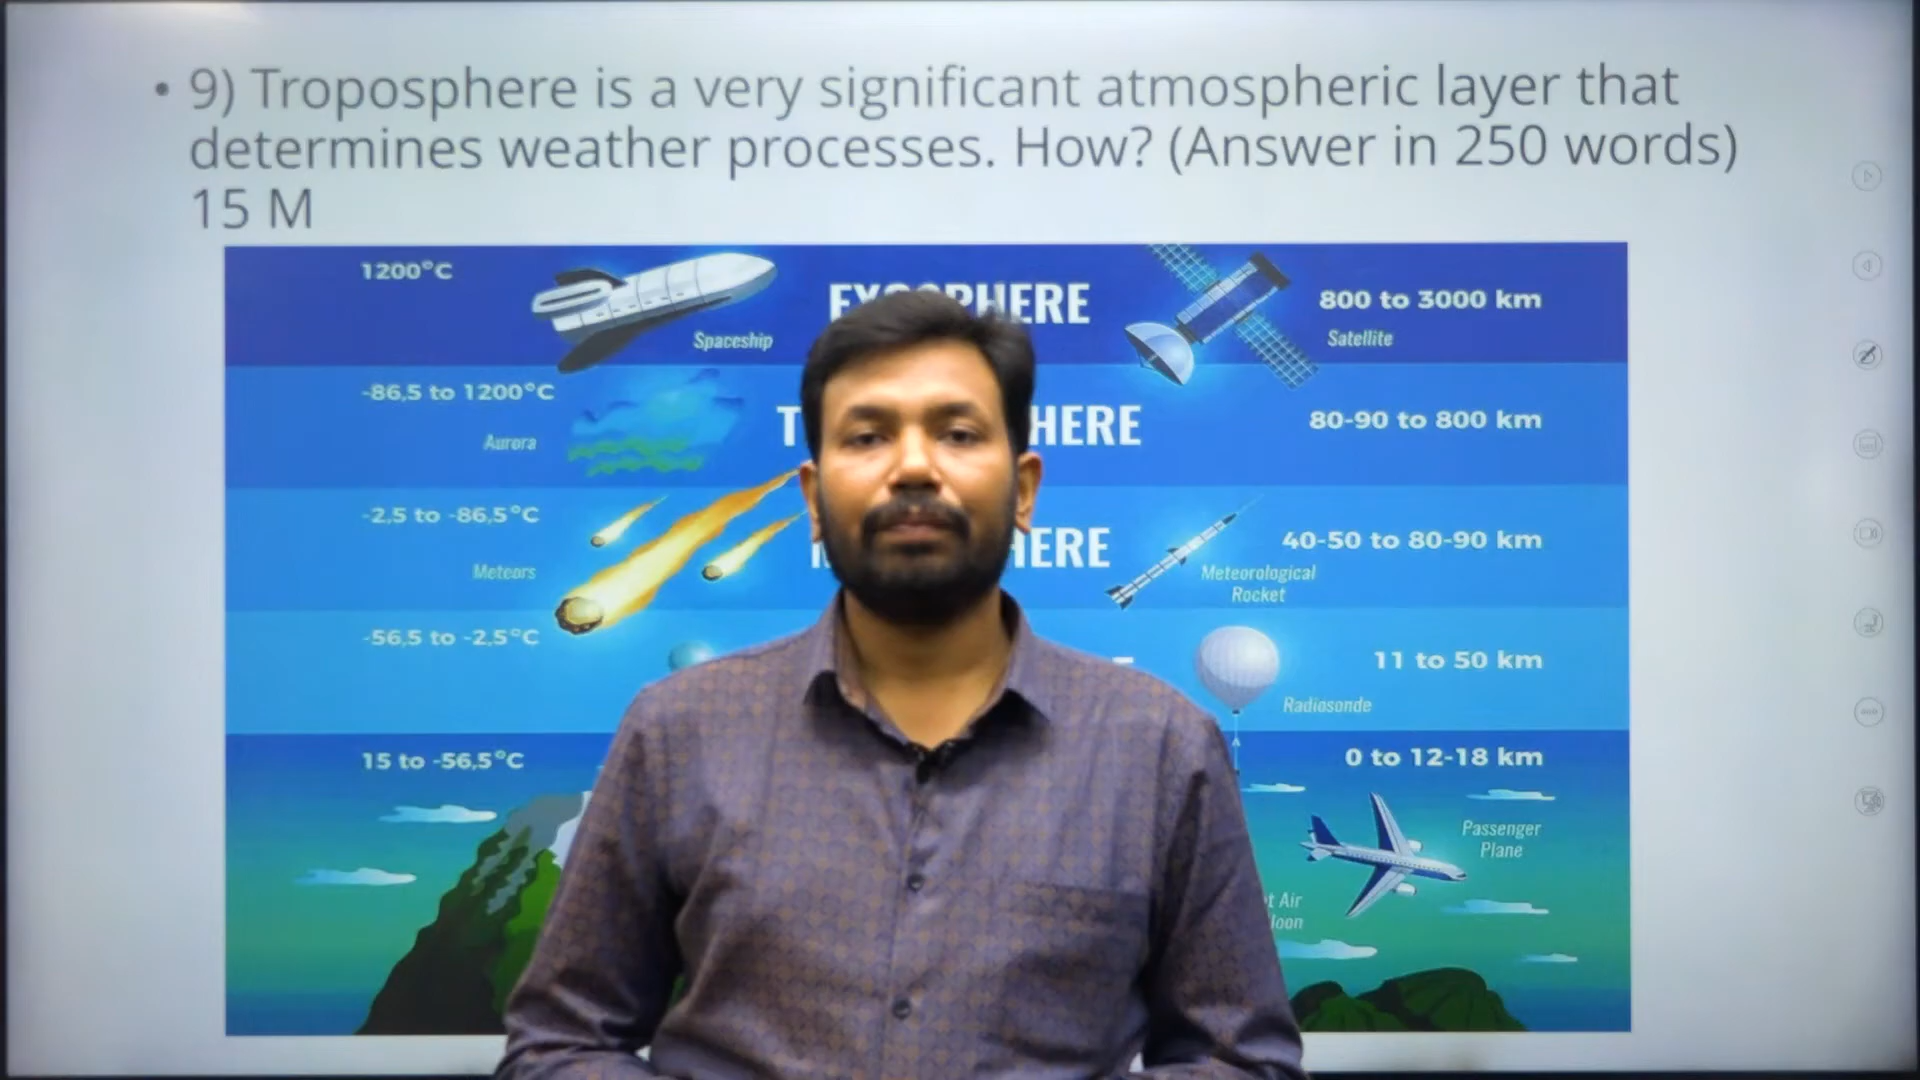 • 9) Troposphere is a very significant atmospheric layer that
determines weather processes. How? (Answer in 250 words)
15 M
1200°C
Spaceship
800 to 3000 km
Satellite
-86,5 to 1200°C
Aurora
80-90 to 800 km
-2,5 to -86,5°C
Meteors
40-50 to 80-90 km
Meteorological
Rocket
-56,5 to -2,5°C
11 to 50 km
Radiosonde
15 to -56,5°C
0 to 12-18 km
Passenger
Plane
Air